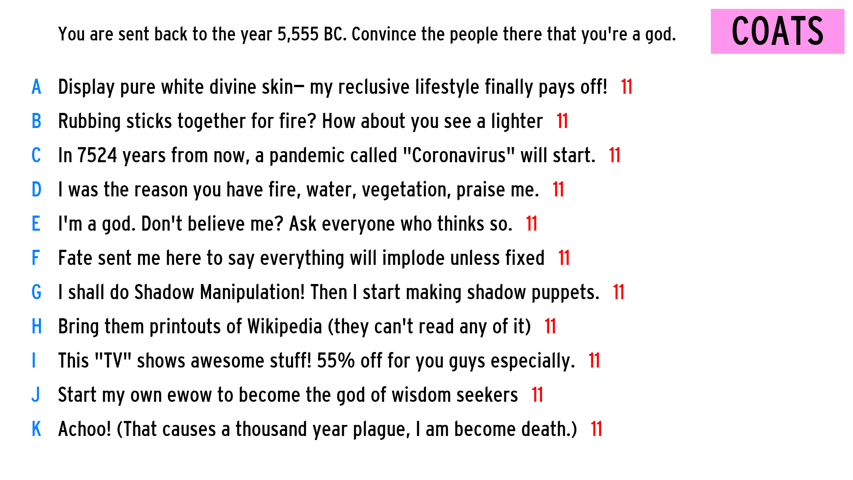 You are sent back to the year 5,555 BC. Convince the people there that you're a god.
COATS
A Display pure white divine skin— my reclusive lifestyle finally pays off! 11
B Rubbing sticks together for fire? How about you see a lighter 11
C In 7524 years from now, a pandemic called "Coronavirus" will start. 11
D I was the reason you have fire, water, vegetation, praise me. 11
E I'm a god. Don't believe me? Ask everyone who thinks so. 11
F Fate sent me here to say everything will implode unless fixed 11
G I shall do Shadow Manipulation! Then I start making shadow puppets. 11
H Bring them printouts of Wikipedia (they can't read any of it) 11
I This "TV" shows awesome stuff! 55% off for you guys especially. 11
J Start my own ewow to become the god of wisdom seekers 11
K Achoo! (That causes a thousand year plague, I am become death.) 11